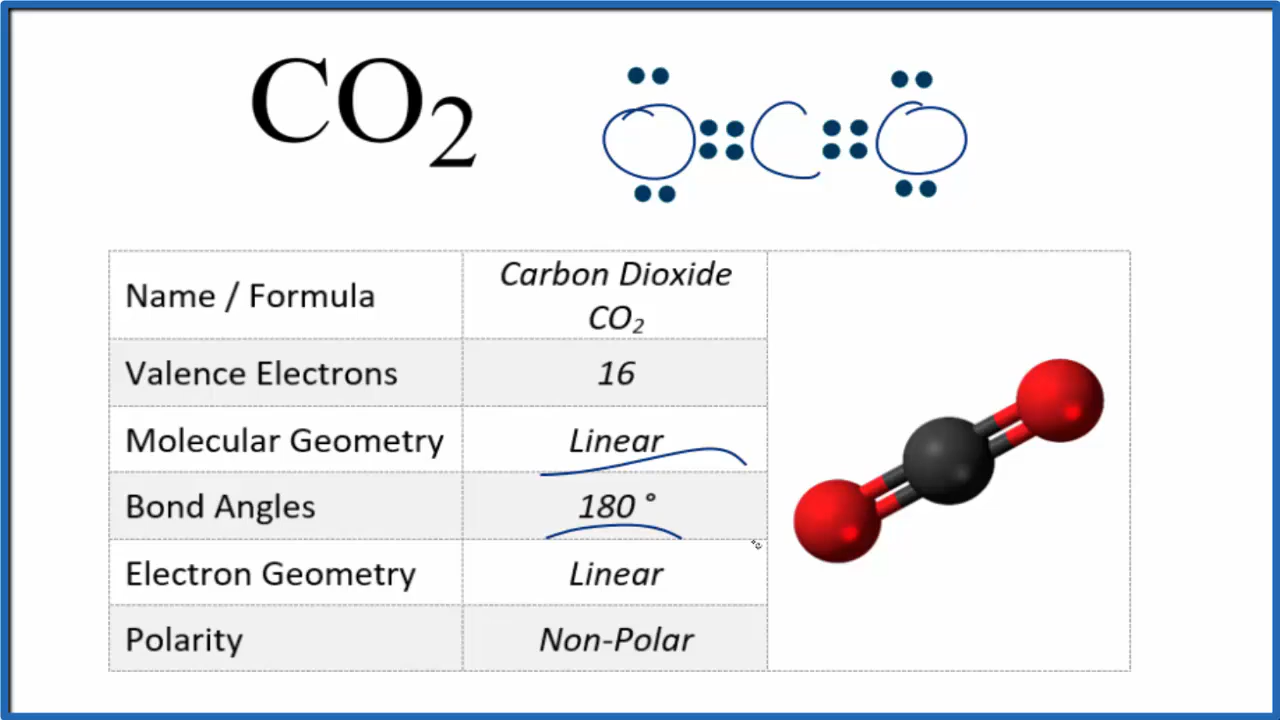 CO₂
O C O
Name / Formula Carbon Dioxide
CO₂
Valence Electrons 16
Molecular Geometry Linear
Bond Angles 180 °
Electron Geometry Linear
Polarity Non-Polar